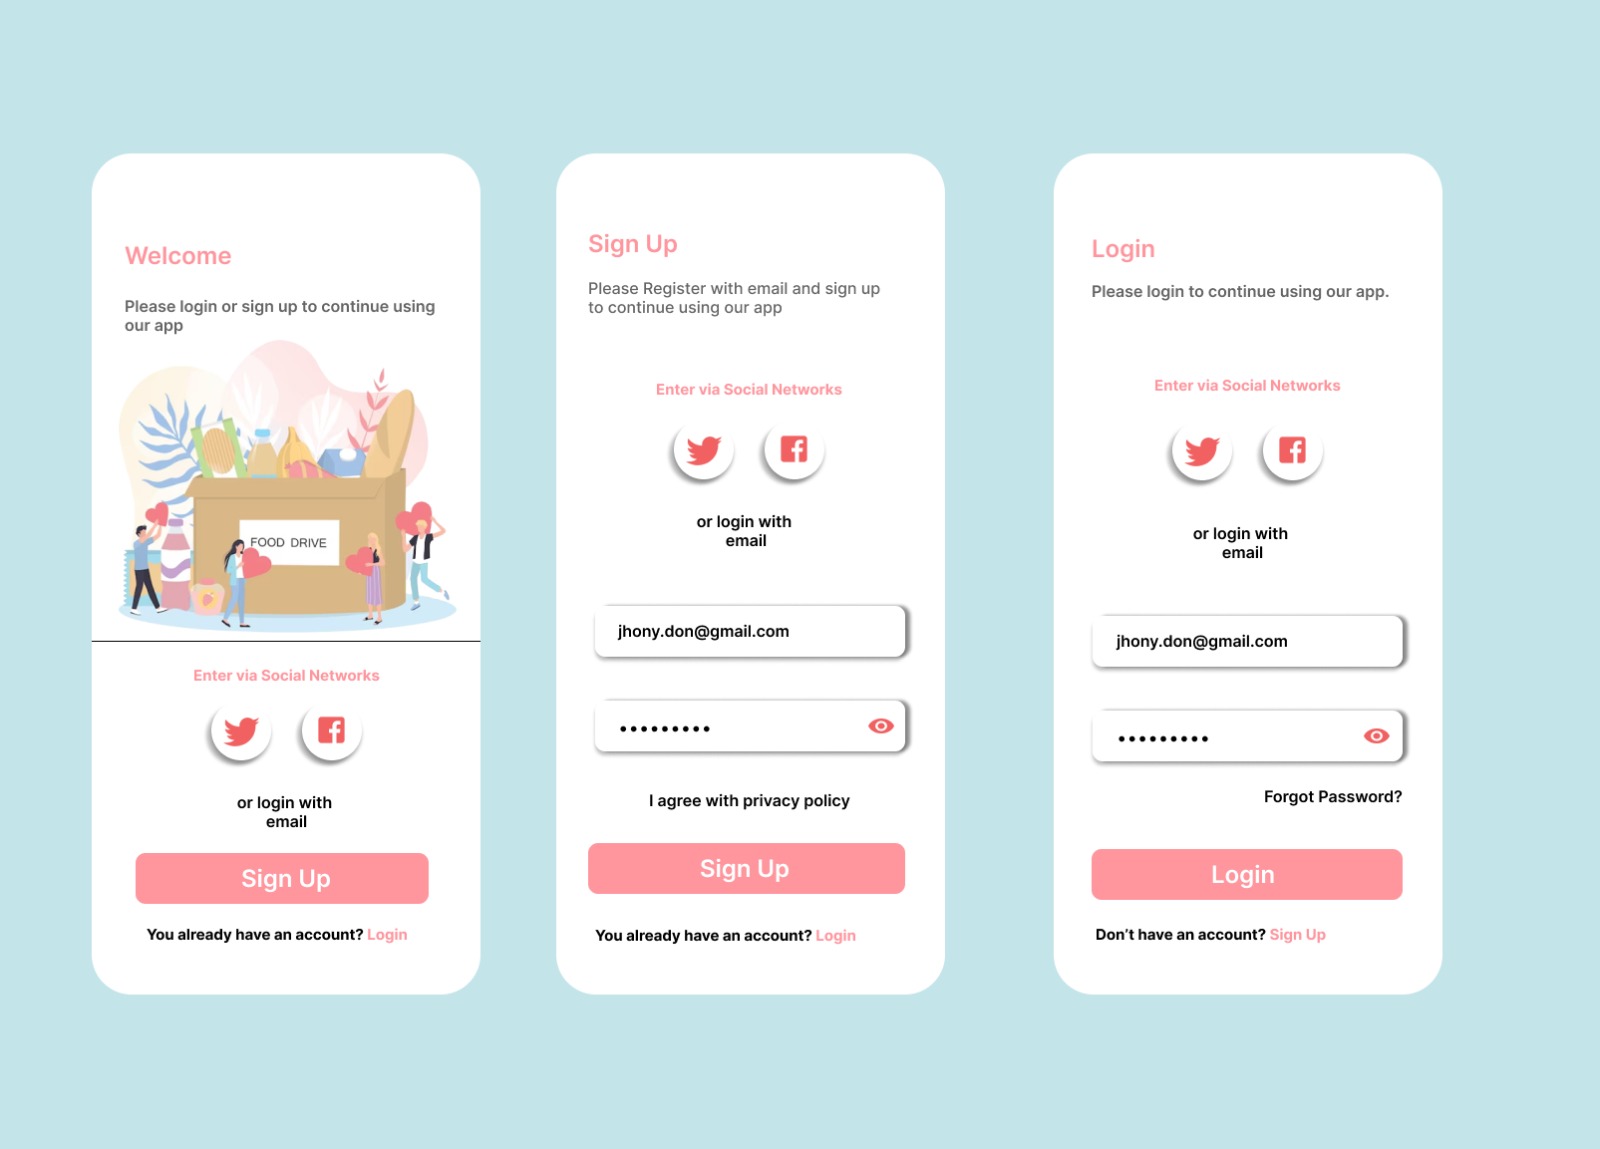 Welcome
Please login or sign up to continue using
our app
FOOD DRIVE
Enter via Social Networks
or login with
email
Sign Up
You already have an account? Login
Sign Up
Please Register with email and sign up
to continue using our app
Enter via Social Networks
or login with
email
jhony.don@gmail.com
•••••••••
I agree with privacy policy
Sign Up
You already have an account? Login
Login
Please login to continue using our app.
Enter via Social Networks
or login with
email
jhony.don@gmail.com
•••••••••
Forgot Password?
Login
Don’t have an account? Sign Up